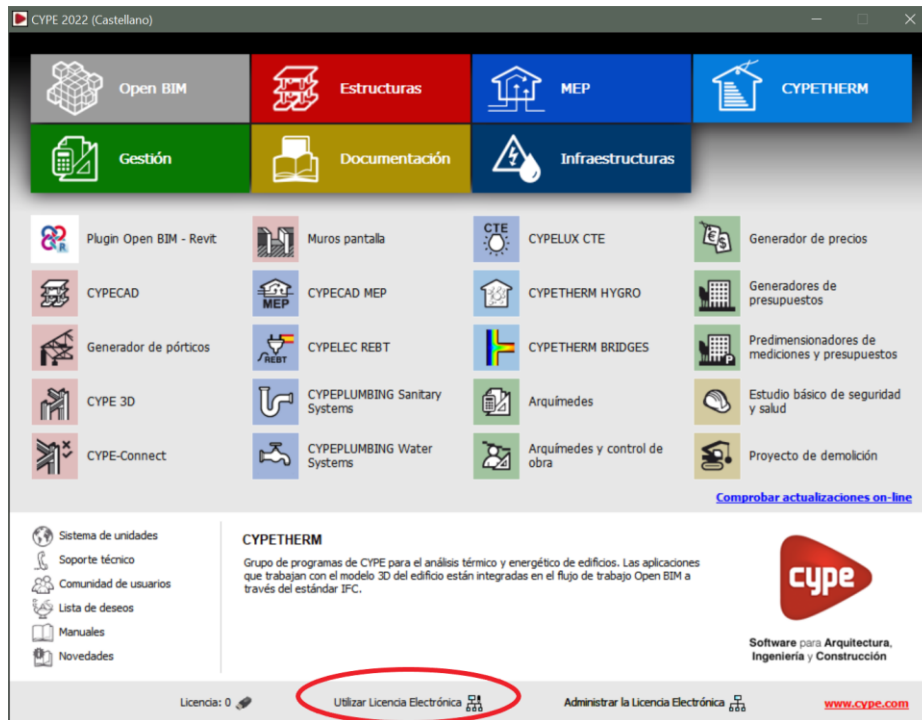 CYPE 2022 (Castellano)
Open BIM
Estructuras
MEP
CYPETHERM
Gestión
Documentación
Infraestructuras
Plugin Open BIM - Revit
Muros pantalla
CTE
CYPELUX CTE
Generador de precios
CYPECAD
MEP
CYPECAD MEP
CYPETHERM HYGRO
Generadores de
presupuestos
Generador de pórticos
REBT
CYPELEC REBT
CYPETHERM BRIDGES
Predimensionadores de
mediciones y presupuestos
CYPE 3D
CYPEPLUMBING Sanitary
Systems
Arquímedes
Estudio básico de seguridad
y salud
CYPE-Connect
CYPEPLUMBING Water
Systems
Arquímedes y control de
obra
Proyecto de demolición
Comprobar actualizaciones on-line
Sistema de unidades
Soporte técnico
Comunidad de usuarios
Lista de deseos
Manuales
Novedades
CYPETHERM
Grupo de programas de CYPE para el análisis térmico y energético de edificios. Las aplicaciones
que trabajan con el modelo 3D del edificio están integradas en el flujo de trabajo Open BIM a
través del estándar IFC.
cype
Software para Arquitectura,
Ingeniería y Construcción
Licencia: 0
Utilizar Licencia Electrónica
Administrar la Licencia Electrónica
www.cype.com